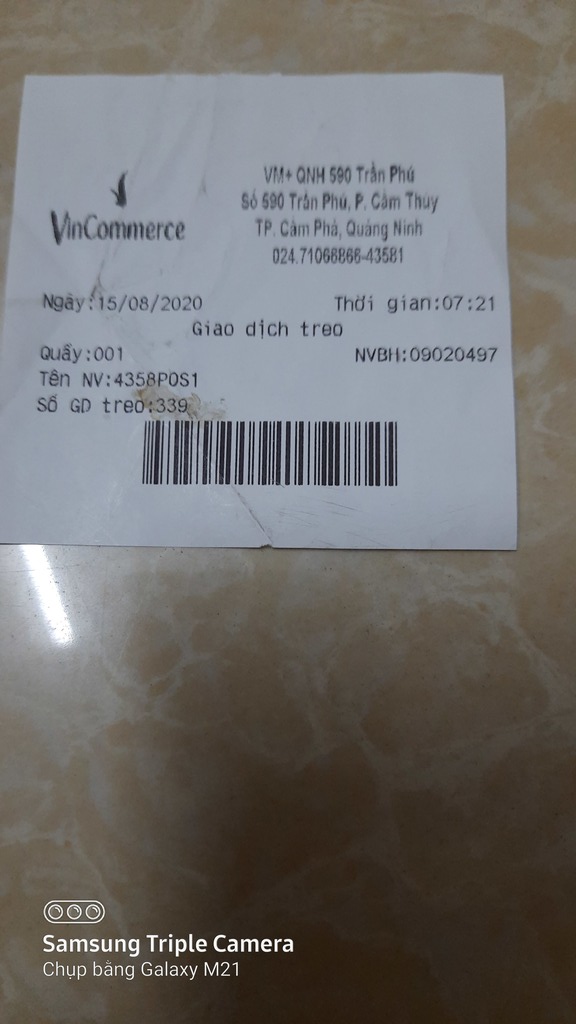 VinCommerce
VM+ QNH 590 Trần Phú
Số 590 Trần Phú, P. Cẩm Thủy
TP. Cẩm Phả, Quảng Ninh
024.71066866-43581
Ngày:15/08/2020 Thời gian:07:21
Giao dịch treo
Quầy:001 NVBH:09020497
Tên NV:4358POS1
Số GD treo:339
Samsung Triple Camera
Chụp bằng Galaxy M21